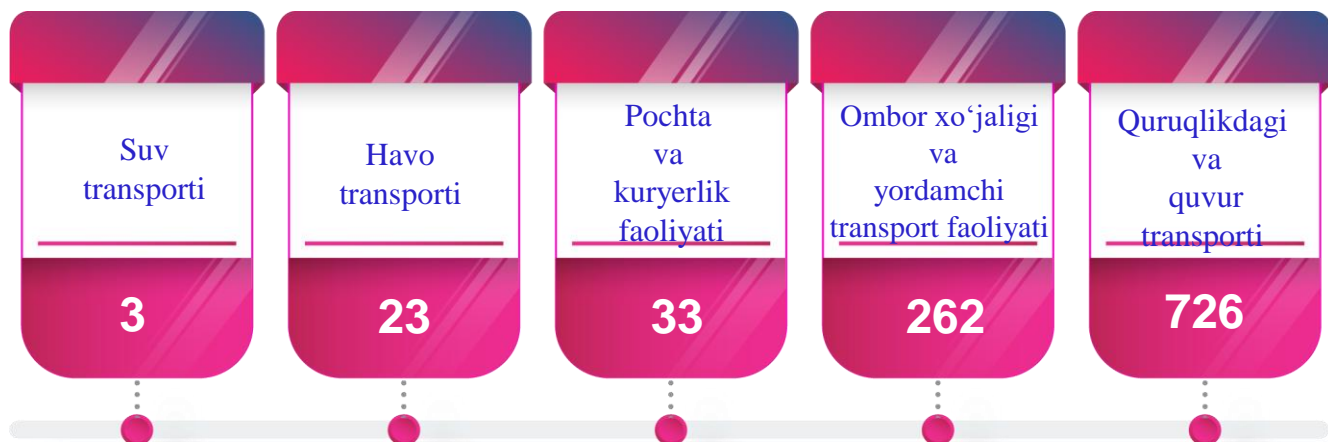 Suv
transporti
3
Havo
transporti
23
Pochta
va
kuryerlik
faoliyati
33
Ombor xo‘jaligi
va
yordamchi
transport faoliyati
262
Quruqlikdagi
va
quvur
transporti
726